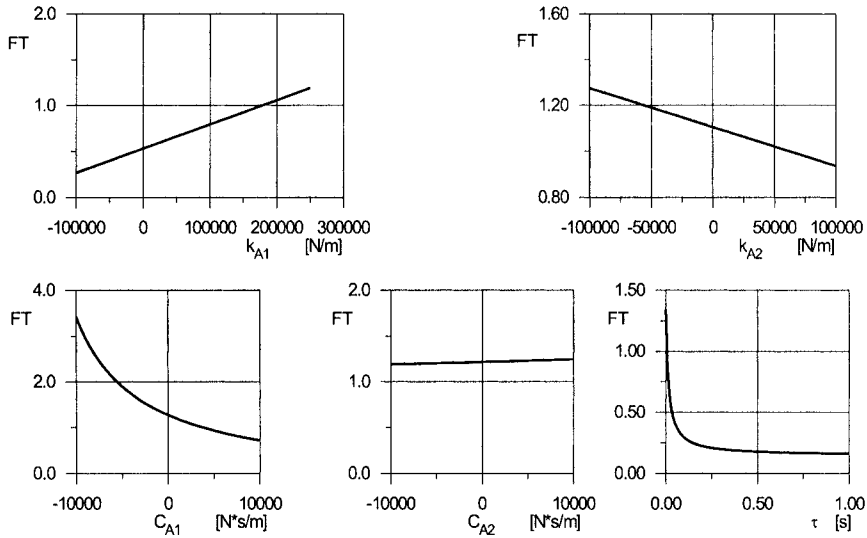 2.0
FT
1.0
0.0
-100000 0 100000 200000 300000
k_A1 [N/m]
1.60
FT
1.20
0.80
-100000 -50000 0 50000 100000
k_A2 [N/m]
4.0
FT
2.0
0.0
-10000 0 10000
C_A1 [N*s/m]
2.0
FT
1.0
0.0
-10000 0 10000
C_A2 [N*s/m]
1.50
FT
1.00
0.50
0.00
0.00 0.50 1.00
τ [s]